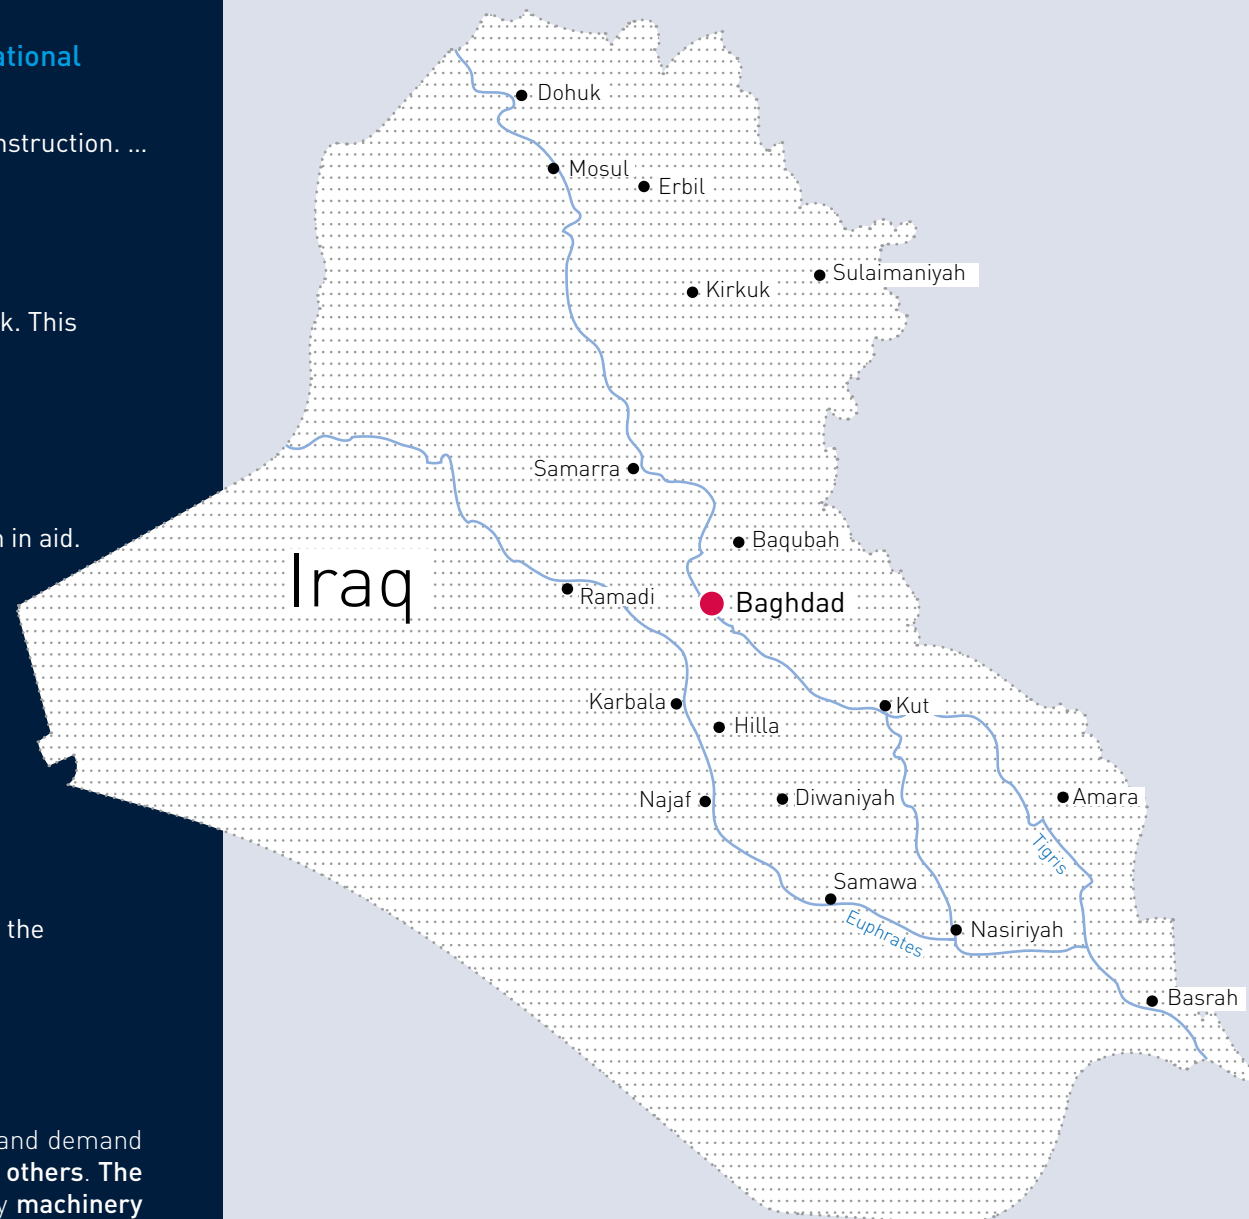 ational
nstruction. ...
k. This
n in aid.
the
and demand
others. The
y machinery
Dohuk
Mosul
Erbil
Sulaimaniyah
Kirkuk
Samarra
Baqubah
Iraq
Ramadi
Baghdad
Karbala
Kut
Hilla
Najaf
Diwaniyah
Amara
Tigris
Samawa
Euphrates
Nasiriyah
Basrah